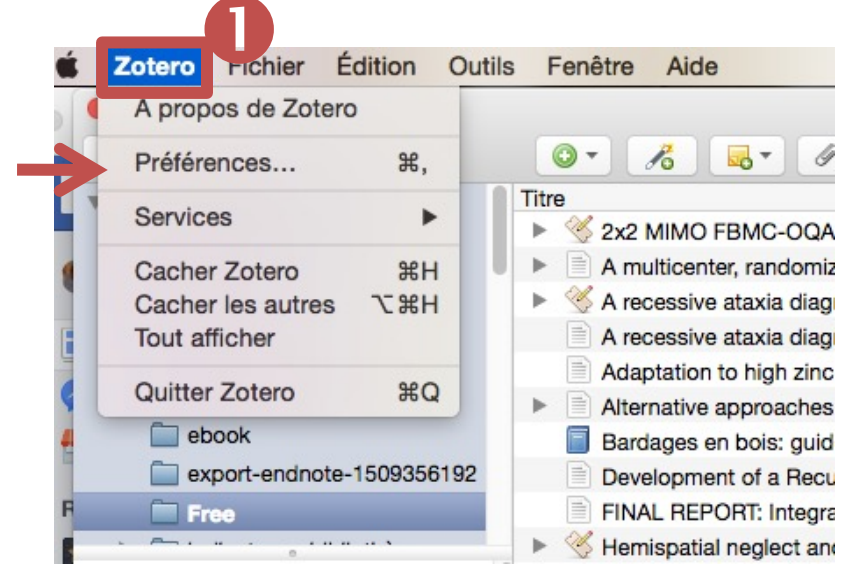 1
Zotero Fichier Édition Outils Fenêtre Aide
A propos de Zotero
Préférences... ⌘,
Services ▶
Cacher Zotero ⌘H
Cacher les autres ⌥⌘H
Tout afficher
Quitter Zotero ⌘Q
ebook
export-endnote-1509356192
Free
Titre
2x2 MIMO FBMC-OQA
A multicenter, randomiz
A recessive ataxia diag
A recessive ataxia diag
Adaptation to high zinc
Alternative approaches
Bardages en bois: guid
Development of a Recu
FINAL REPORT: Integra
Hemispatial neglect and